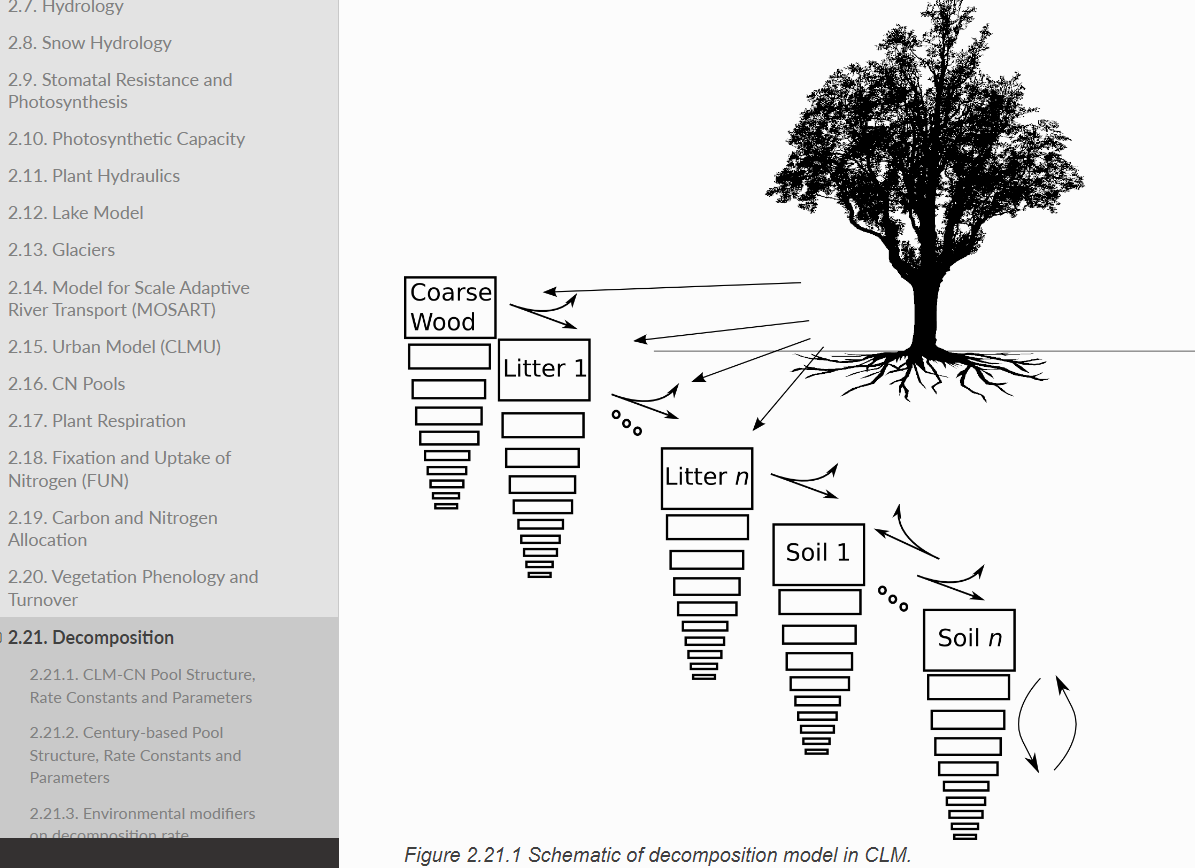 2.7. Hydrology
2.8. Snow Hydrology
2.9. Stomatal Resistance and
Photosynthesis
2.10. Photosynthetic Capacity
2.11. Plant Hydraulics
2.12. Lake Model
2.13. Glaciers
2.14. Model for Scale Adaptive
River Transport (MOSART)
2.15. Urban Model (CLMU)
2.16. CN Pools
2.17. Plant Respiration
2.18. Fixation and Uptake of
Nitrogen (FUN)
2.19. Carbon and Nitrogen
Allocation
2.20. Vegetation Phenology and
Turnover
2.21. Decomposition
2.21.1. CLM-CN Pool Structure,
Rate Constants and Parameters
2.21.2. Century-based Pool
Structure, Rate Constants and
Parameters
2.21.3. Environmental modifiers
on decomposition rate
Coarse
Wood
Litter 1
Litter n
Soil 1
Soil n
Figure 2.21.1 Schematic of decomposition model in CLM.